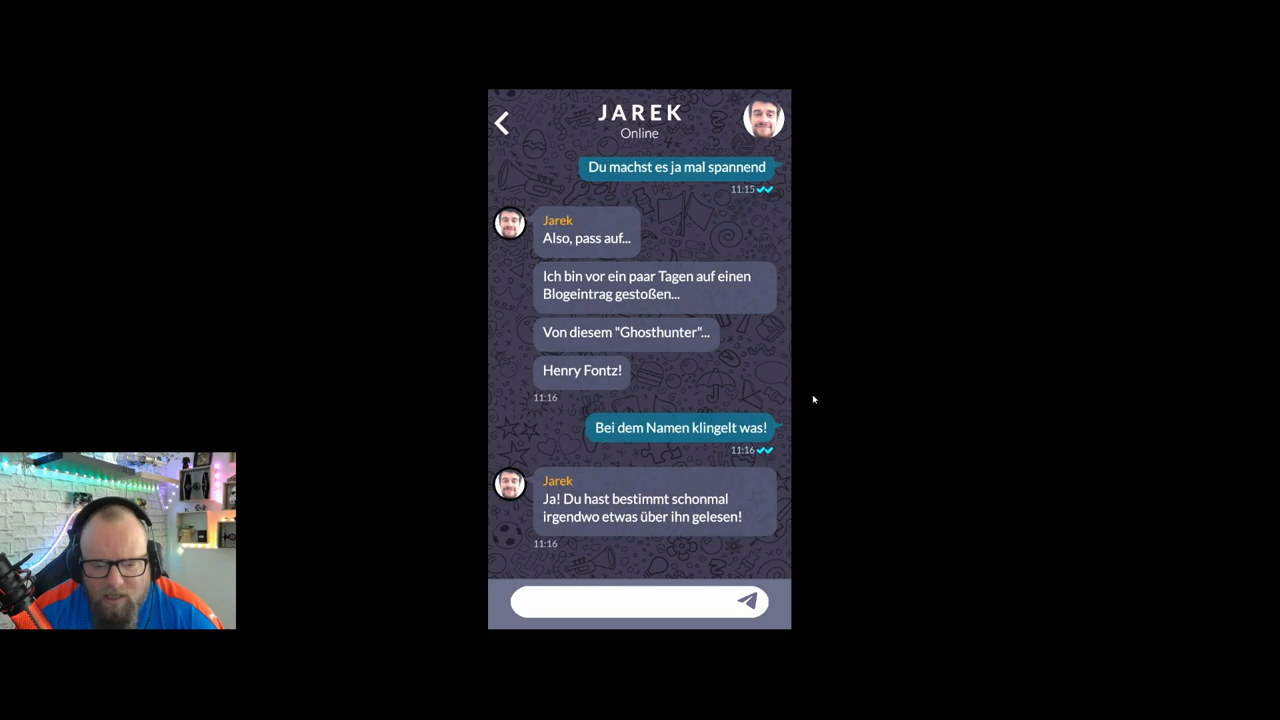 JAREK
Online
Du machst es ja mal spannend
11:15
Jarek
Also, pass auf...
Ich bin vor ein paar Tagen auf einen
Blogeintrag gestoßen...
Von diesem "Ghosthunter"...
Henry Fontz!
11:16
Bei dem Namen klingelt was!
11:16
Jarek
Ja! Du hast bestimmt schonmal
irgendwo etwas über ihn gelesen!
11:16